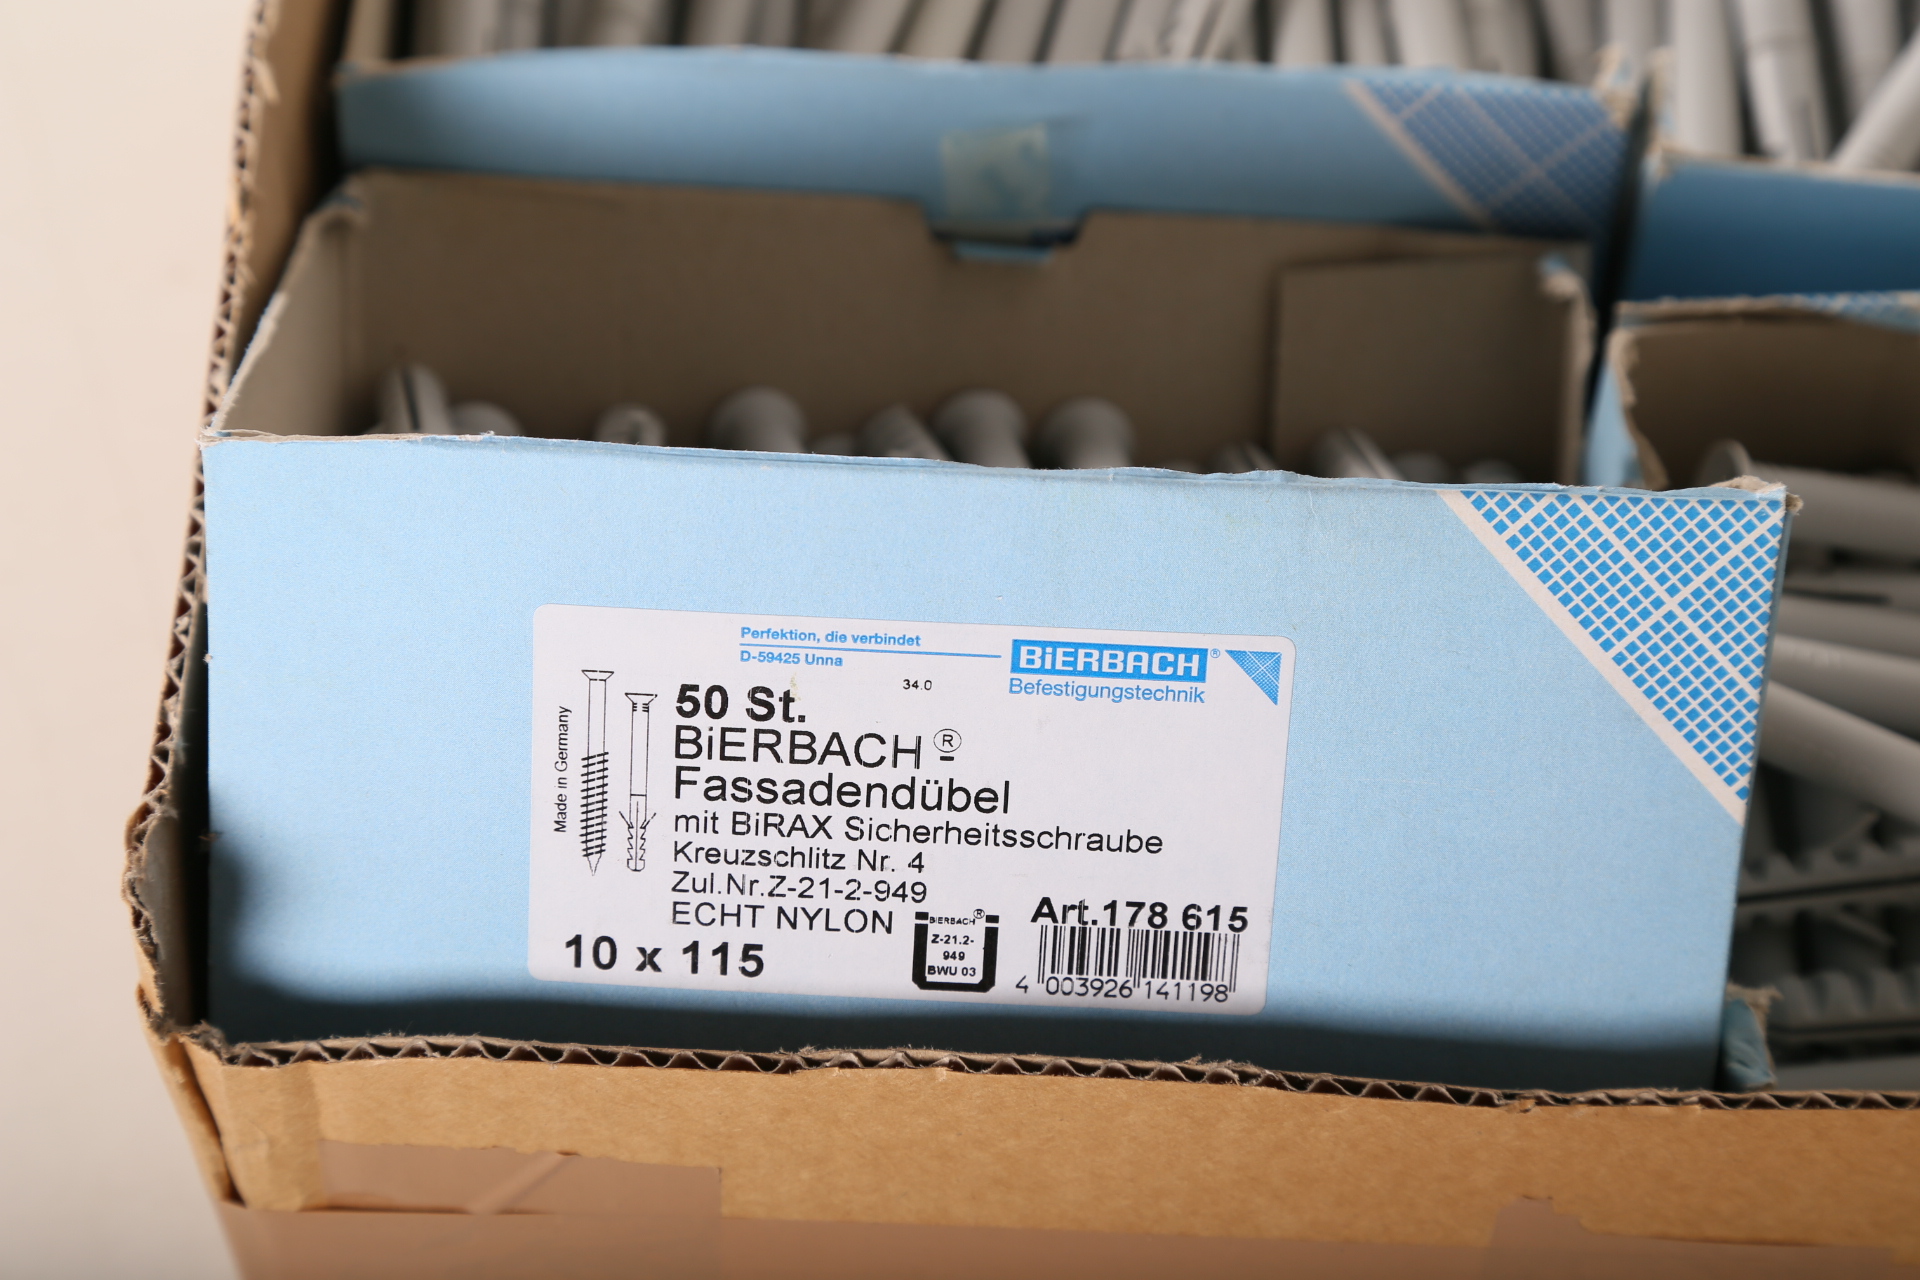 Perfektion, die verbindet
D-59425 Unna
34.0
BiERBACH®
Befestigungstechnik
Made in Germany
50 St.
BiERBACH®-
Fassadendübel
mit BiRAX Sicherheitsschraube
Kreuzschlitz Nr. 4
Zul.Nr.Z-21-2-949
ECHT NYLON
10 x 115
BIERBACH®
Z-21.2-
949
BWU 03
Art.178 615
4 003926 141198